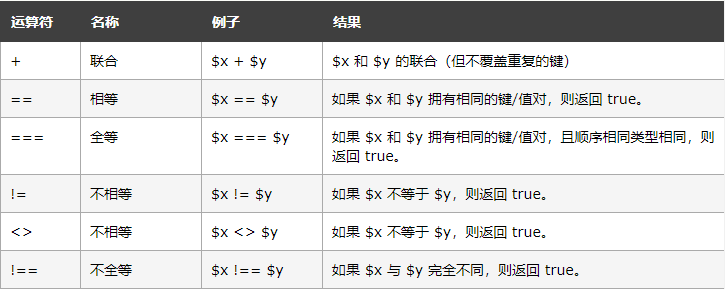 运算符 名称 例子 结果
+ 联合 $x + $y $x 和 $y 的联合（但不覆盖重复的键）
== 相等 $x == $y 如果 $x 和 $y 拥有相同的键/值对，则返回 true。
=== 全等 $x === $y 如果 $x 和 $y 拥有相同的键/值对，且顺序相同类型相同，则
返回 true。
!= 不相等 $x != $y 如果 $x 不等于 $y，则返回 true。
<> 不相等 $x <> $y 如果 $x 不等于 $y，则返回 true。
!== 不全等 $x !== $y 如果 $x 与 $y 完全不同，则返回 true。